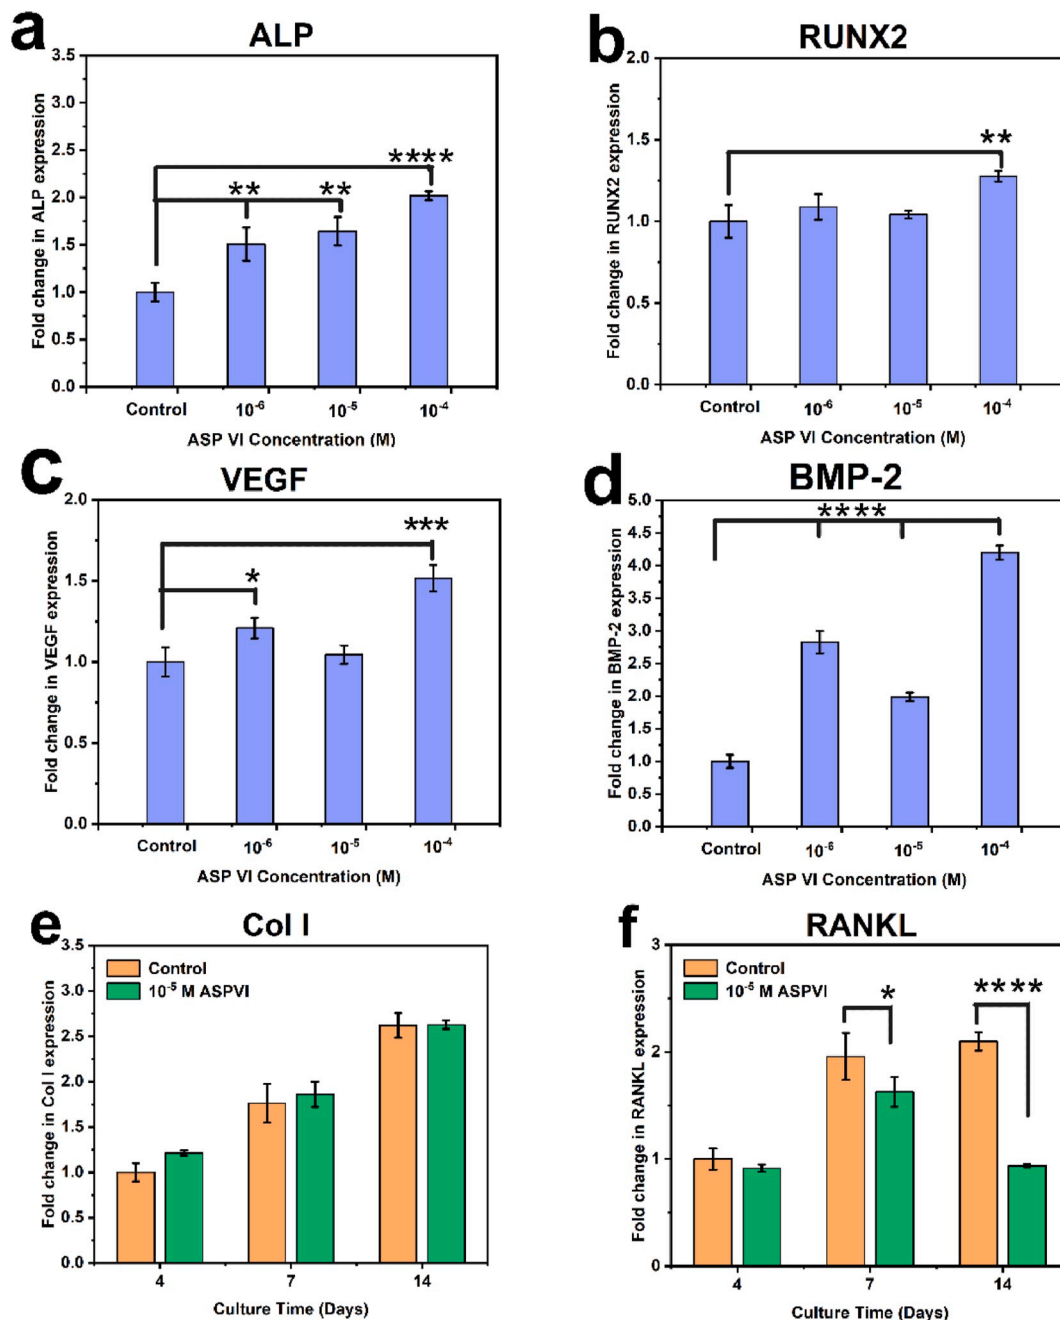 a
ALP
Fold change in ALP expression
3.5
3.0
2.5
2.0
1.5
1.0
0.5
0.0
**
**
****
Control
10⁻⁶
10⁻⁵
10⁻⁴
ASP VI Concentration (M)
b
RUNX2
Fold change in RUNX2 expression
2.0
1.5
1.0
0.5
0.0
**
Control
10⁻⁶
10⁻⁵
10⁻⁴
ASP VI Concentration (M)
c
VEGF
Fold change in VEGF expression
2.0
1.5
1.0
0.5
0.0
*
***
Control
10⁻⁶
10⁻⁵
10⁻⁴
ASP VI Concentration (M)
d
BMP-2
Fold change in BMP-2 expression
5.0
4.5
4.0
3.5
3.0
2.5
2.0
1.5
1.0
0.5
0.0
****
Control
10⁻⁶
10⁻⁵
10⁻⁴
ASP VI Concentration (M)
e
Col I
Fold change in Col I expression
3.5
3.0
2.5
2.0
1.5
1.0
0.5
0.0
Control
10⁻⁵ M ASPVI
4
7
14
Culture Time (Days)
f
RANKL
Fold change in RANKL expression
3
2
1
0
Control
10⁻⁵ M ASPVI
*
****
4
7
14
Culture Time (Days)